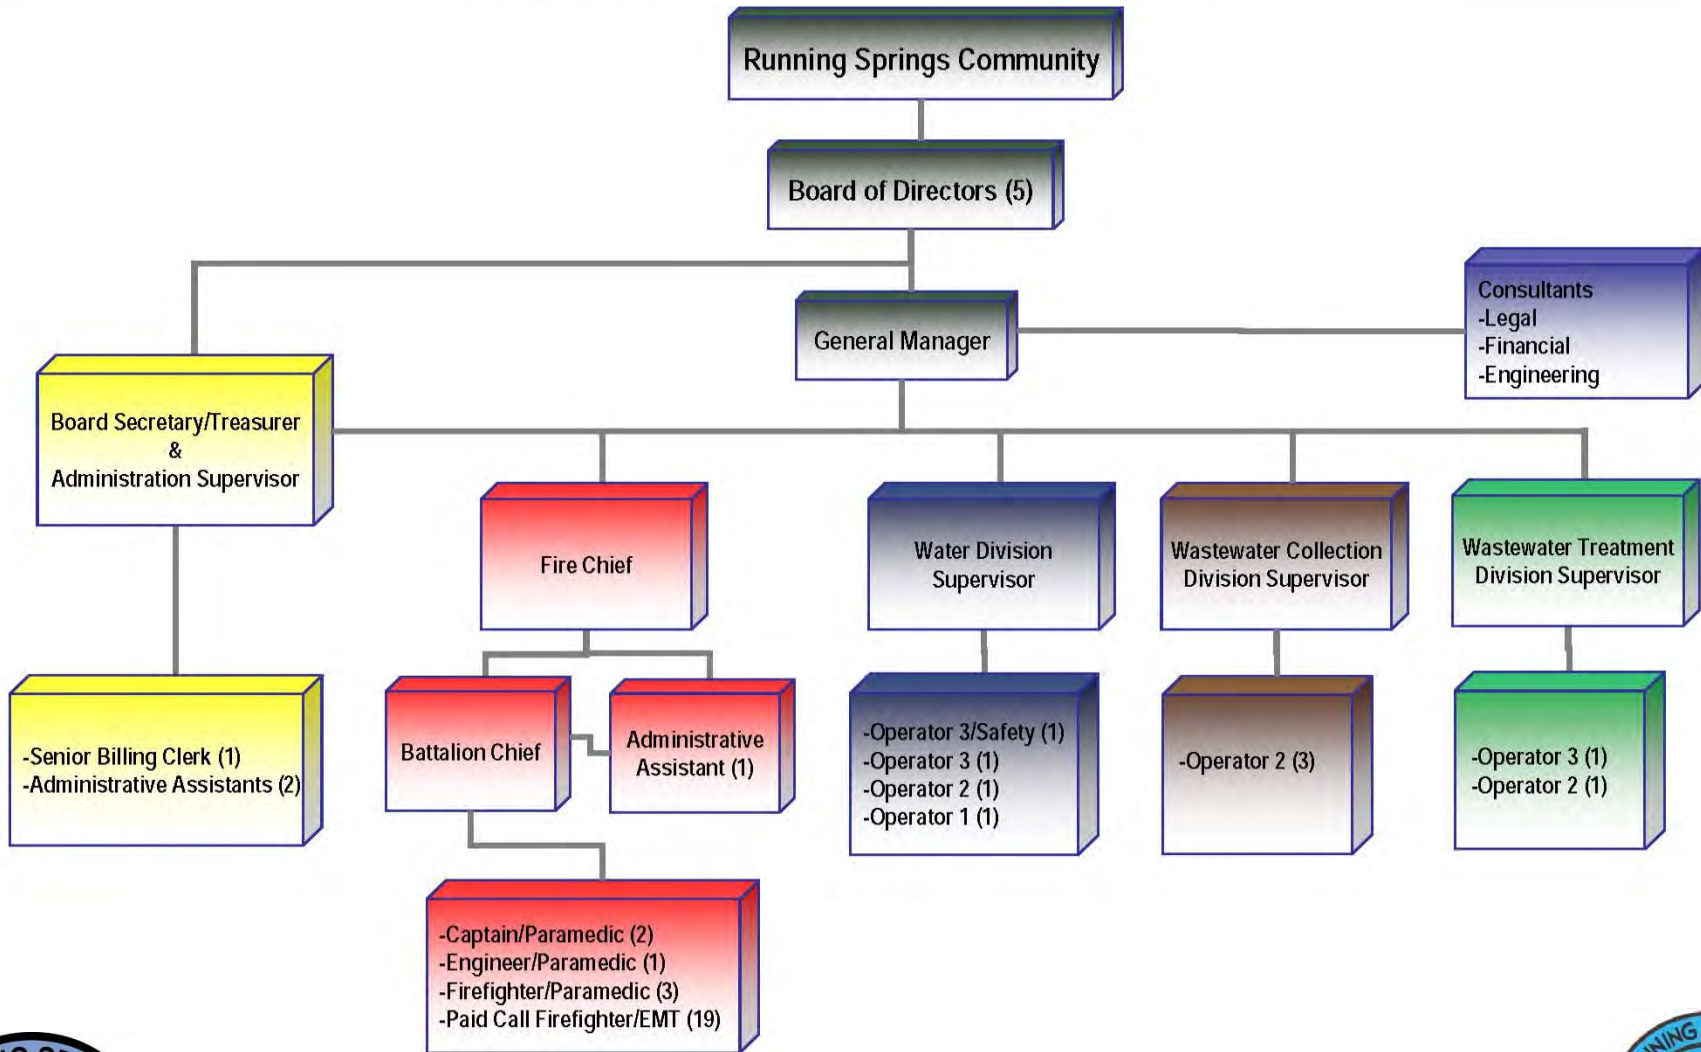 Running Springs Community
Board of Directors (5)
General Manager
Consultants
-Legal
-Financial
-Engineering
Board Secretary/Treasurer
&
Administration Supervisor
Fire Chief
Water Division
Supervisor
Wastewater Collection
Division Supervisor
Wastewater Treatment
Division Supervisor
-Senior Billing Clerk (1)
-Administrative Assistants (2)
Battalion Chief
Administrative
Assistant (1)
-Operator 3/Safety (1)
-Operator 3 (1)
-Operator 2 (1)
-Operator 1 (1)
-Operator 2 (3)
-Operator 3 (1)
-Operator 2 (1)
-Captain/Paramedic (2)
-Engineer/Paramedic (1)
-Firefighter/Paramedic (3)
-Paid Call Firefighter/EMT (19)